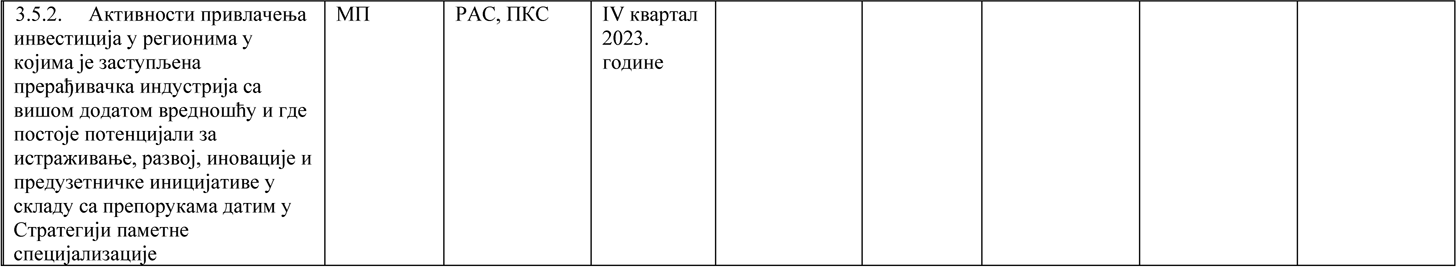 3.5.2. Активности привлачења
инвестиција у регионима у
којима је заступљена
прерађивачка индустрија са
вишом додатом вредношћу и где
постоје потенцијали за
истраживање, развој, иновације и
предузетничке иницијативе у
складу са препорукама датим у
Стратегији паметне
специјализације
МП
РАС, ПКС
IV квартал
2023.
године